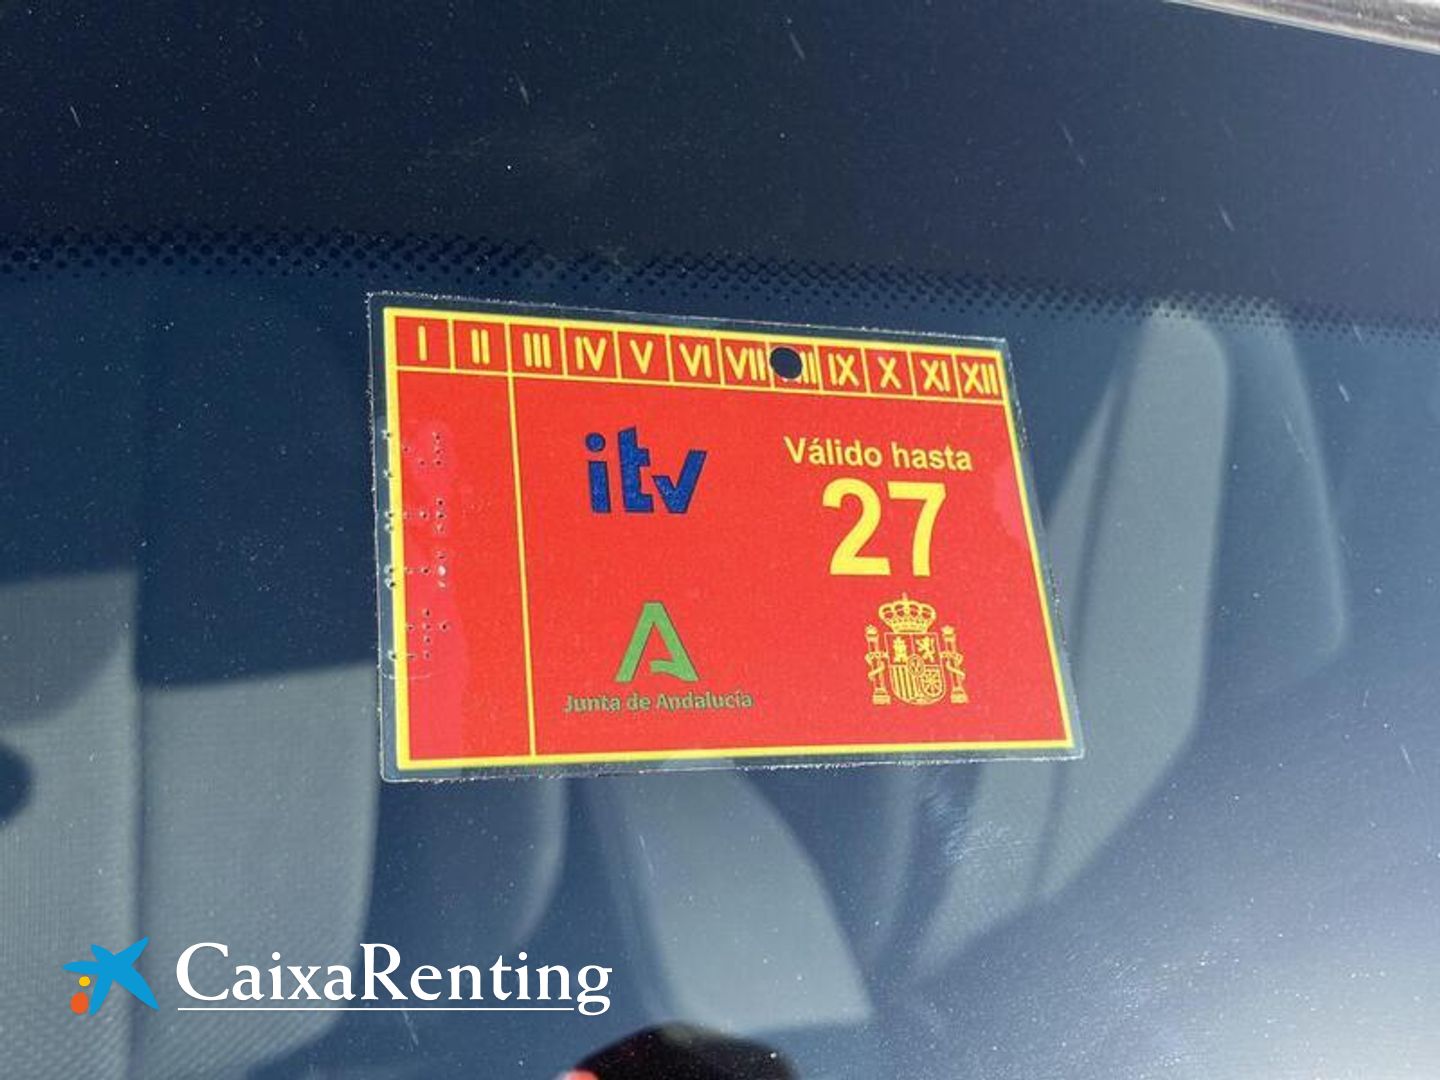 I II III IV V VI VII IX X XI XII
itv
Válido hasta
27
Junta de Andalucía
CaixaRenting